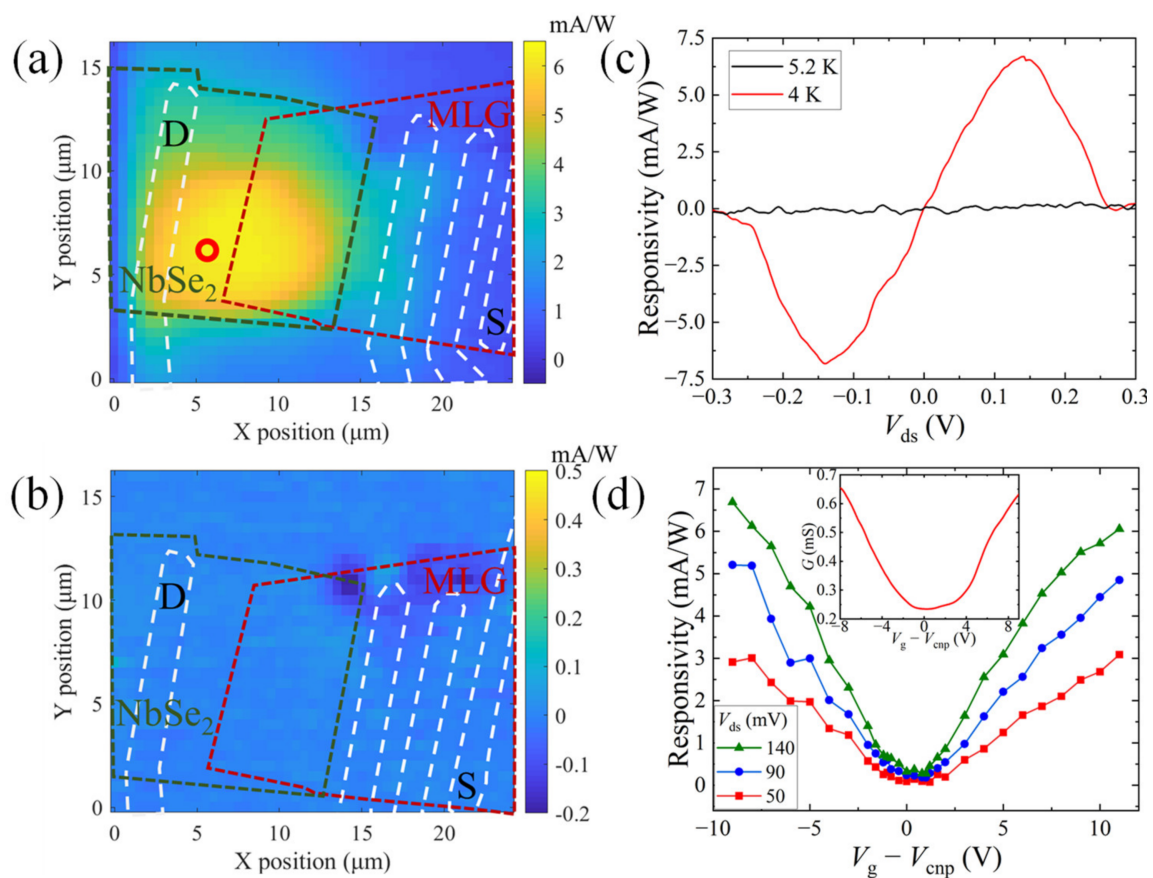 (a)
mA/W
15
10
5
0
Y position (μm)
D
MLG
NbSe2
S
6
5
4
3
2
1
0
0
5
10
15
20
X position (μm)
(c)
7.5
5.0
2.5
0.0
−2.5
−5.0
−7.5
Responsivity (mA/W)
5.2 K
4 K
−0.3
−0.2
−0.1
0.0
0.1
0.2
0.3
Vds (V)
(b)
mA/W
15
10
5
0
Y position (μm)
D
MLG
NbSe2
S
0.5
0.4
0.3
0.2
0.1
0
-0.1
-0.2
0
5
10
15
20
X position (μm)
(d)
7
6
5
4
3
2
1
0
Responsivity (mA/W)
0.7
0.6
0.5
0.4
0.3
0.2
G (mS)
−8
−4
0
4
8
Vg − Vcnp (V)
Vds (mV)
140
90
50
−10
−5
0
5
10
Vg − Vcnp (V)